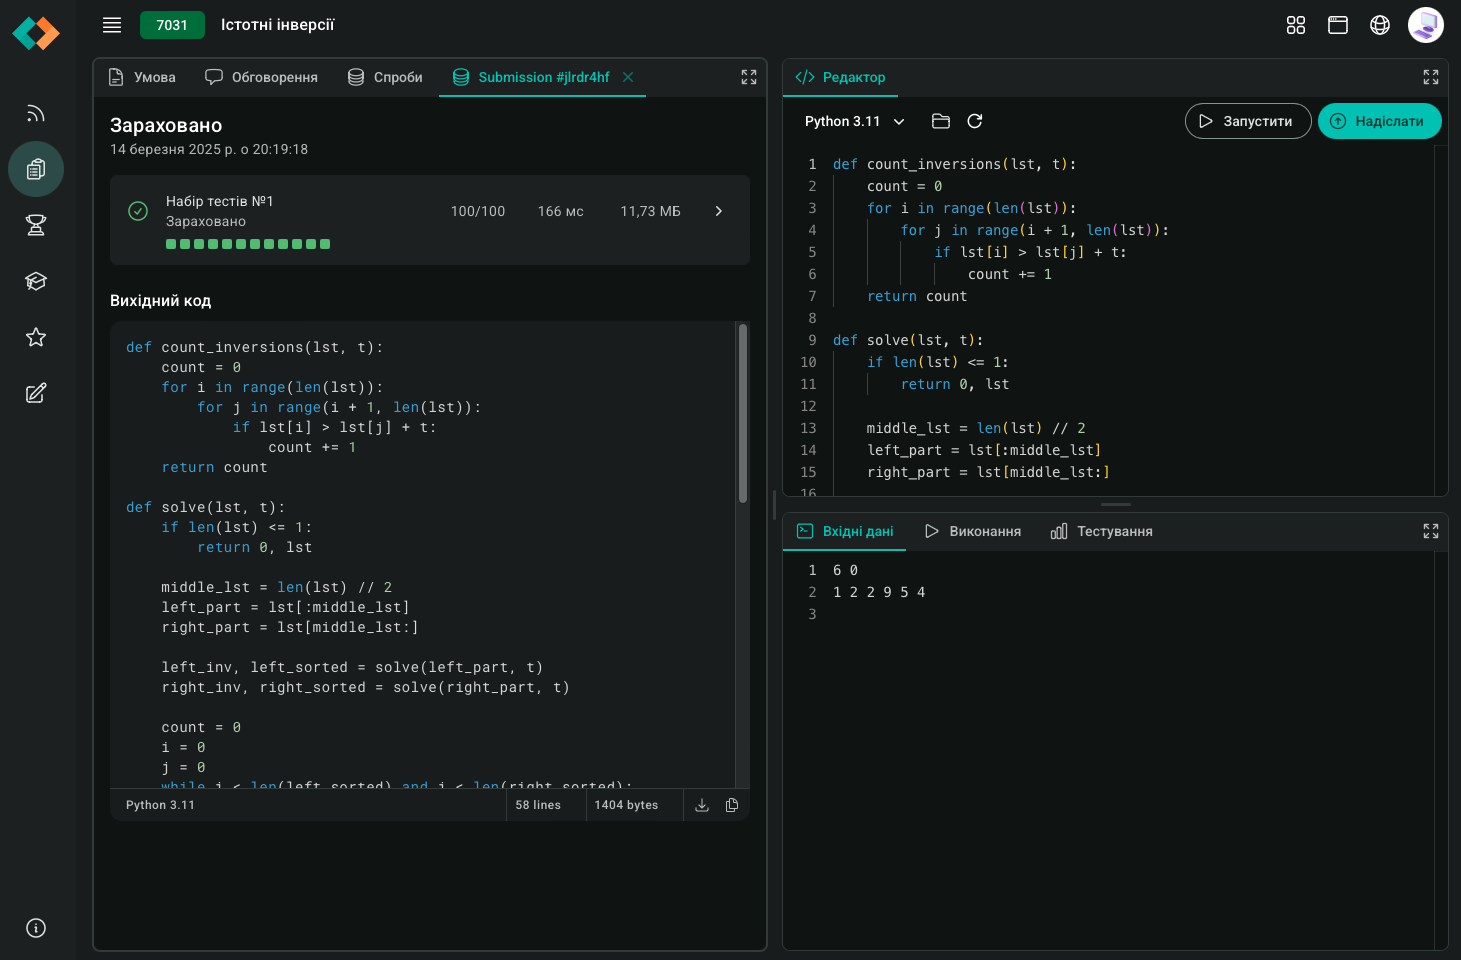 7031 Істотні інверсії
Умова Обговорення Спроби Submission #jlrdr4hf
Зараховано
14 березня 2025 р. о 20:19:18
Набір тестів №1
Зараховано
100/100 166 мс 11,73 МБ
Вихідний код
def count_inversions(lst, t):
    count = 0
    for i in range(len(lst)):
        for j in range(i + 1, len(lst)):
            if lst[i] > lst[j] + t:
                count += 1
    return count
def solve(lst, t):
    if len(lst) <= 1:
        return 0, lst
    middle_lst = len(lst) // 2
    left_part = lst[:middle_lst]
    right_part = lst[middle_lst:]
    left_inv, left_sorted = solve(left_part, t)
    right_inv, right_sorted = solve(right_part, t)
    count = 0
    i = 0
    j = 0
    while i < len(left_sorted) and j < len(right_sorted):
Python 3.11 58 lines 1404 bytes
Редактор
Python 3.11 Запустити Надіслати
1 def count_inversions(lst, t):
2     count = 0
3     for i in range(len(lst)):
4         for j in range(i + 1, len(lst)):
5             if lst[i] > lst[j] + t:
6                 count += 1
7     return count
8
9 def solve(lst, t):
10     if len(lst) <= 1:
11         return 0, lst
12
13     middle_lst = len(lst) // 2
14     left_part = lst[:middle_lst]
15     right_part = lst[middle_lst:]
16
Вхідні дані Виконання Тестування
1 6 0
2 1 2 2 9 5 4
3